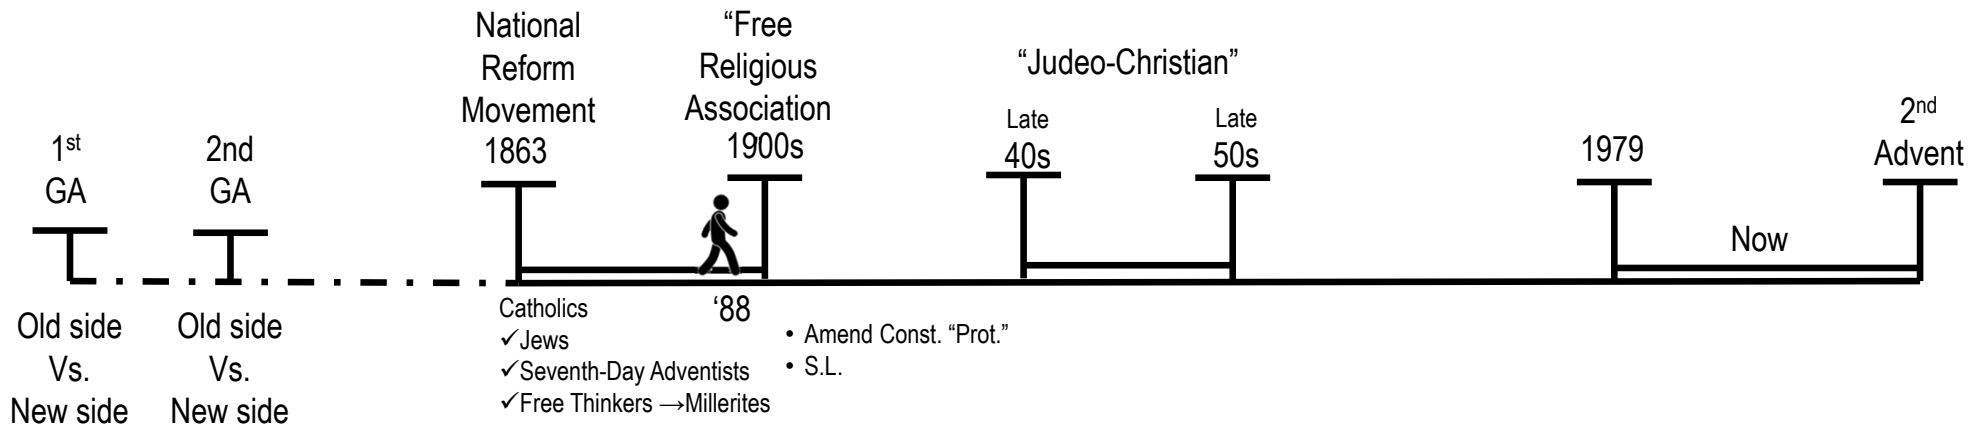 1st
GA
Old side
Vs.
New side
2nd
GA
Old side
Vs.
New side
National
Reform
Movement
1863
Catholics
✓Jews
✓Seventh-Day Adventists
✓Free Thinkers →Millerites
“Free
Religious
Association
1900s
‘88
• Amend Const. “Prot.”
• S.L.
“Judeo-Christian”
Late
40s
Late
50s
1979
Now
2nd
Advent